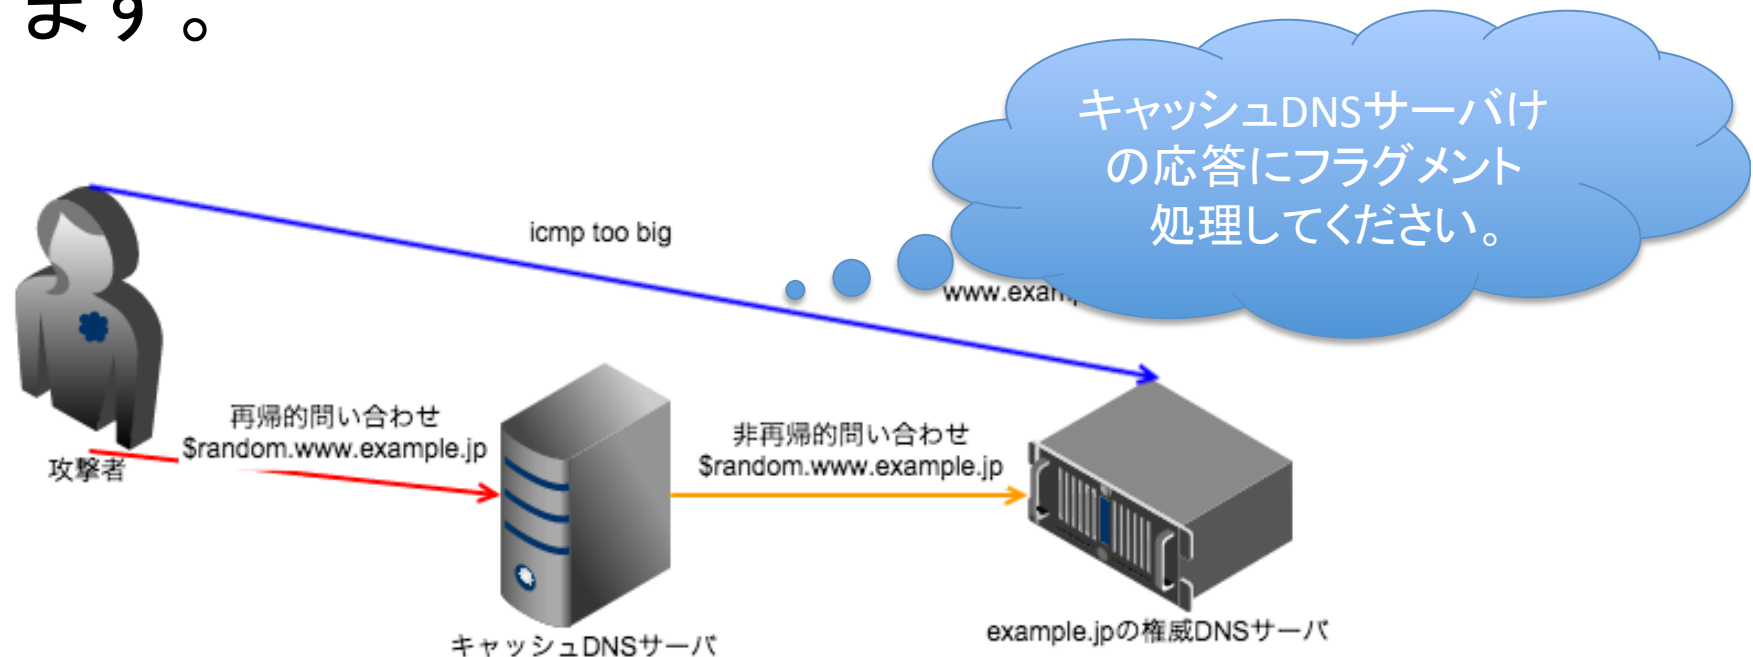 ます。
キャッシュDNSサーバけ
の応答にフラグメント
処理してください。
icmp too big
www.exam
再帰的問い合わせ
$random.www.example.jp
非再帰的問い合わせ
$random.www.example.jp
攻撃者
キャッシュDNSサーバ
example.jpの権威DNSサーバ